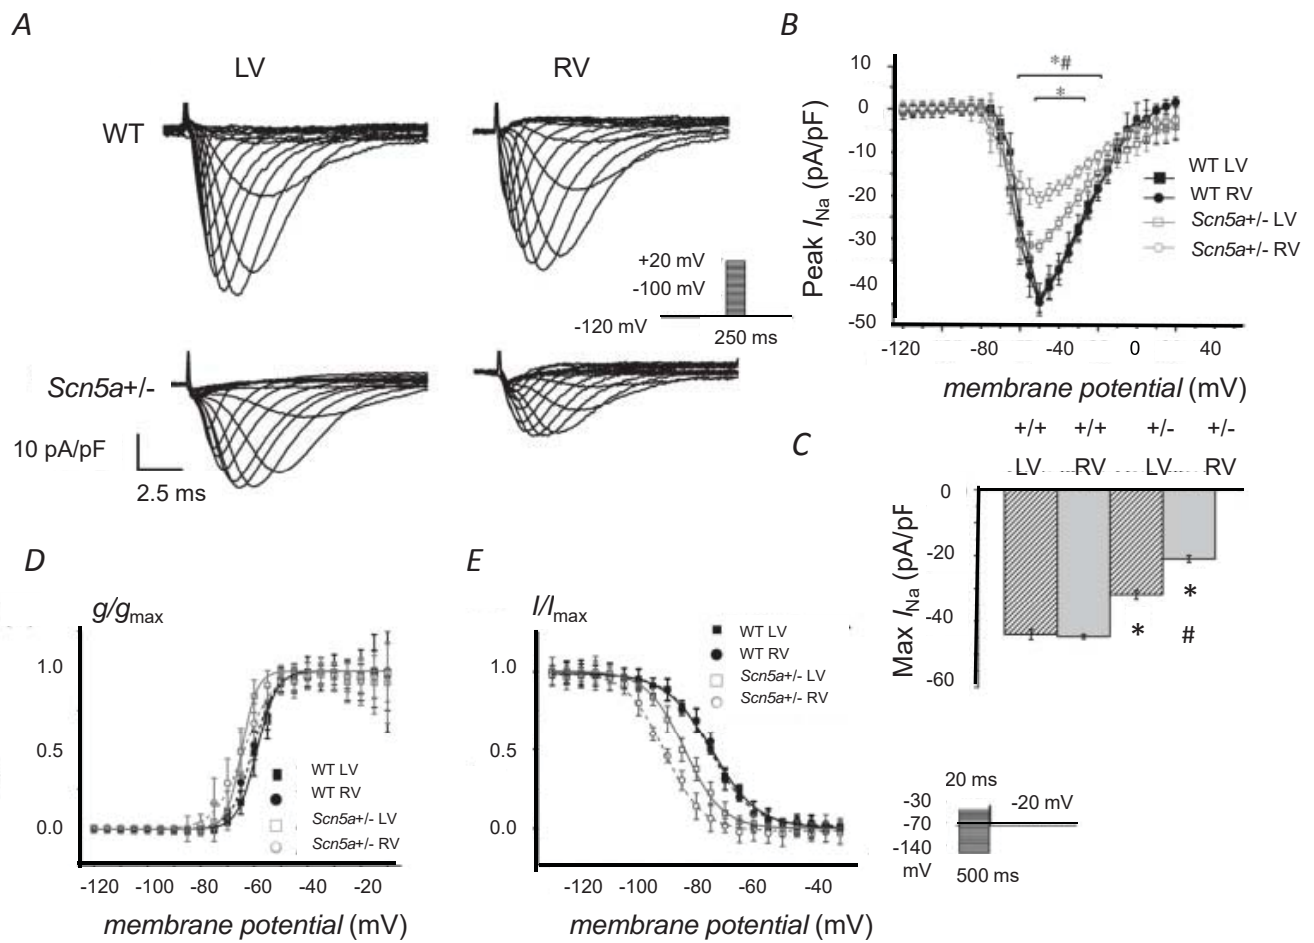 A
LV
RV
WT
Scn5a+/-
10 pA/pF
2.5 ms
+20 mV
-100 mV
-120 mV
250 ms
B
*#
*
10
0
-10
-20
-30
-40
-50
Peak INa (pA/pF)
WT LV
WT RV
Scn5a+/- LV
Scn5a+/- RV
-120
-80
-40
0
40
membrane potential (mV)
C
+/+ +/+ +/- +/-
LV RV LV RV
0
-20
-40
-60
Max INa (pA/pF
*
*
#
D
g/gmax
1.0
0.5
0.0
WT LV
WT RV
Scn5a+/- LV
Scn5a+/- RV
-120 -100 -80 -60 -40 -20
membrane potential (mV)
E
I/Imax
1.0
0.5
0.0
WT LV
WT RV
Scn5a+/- LV
Scn5a+/- RV
-120 -100 -80 -60 -40
membrane potential (mV)
20 ms
-30
-70
-140
mV
-20 mV
500 ms